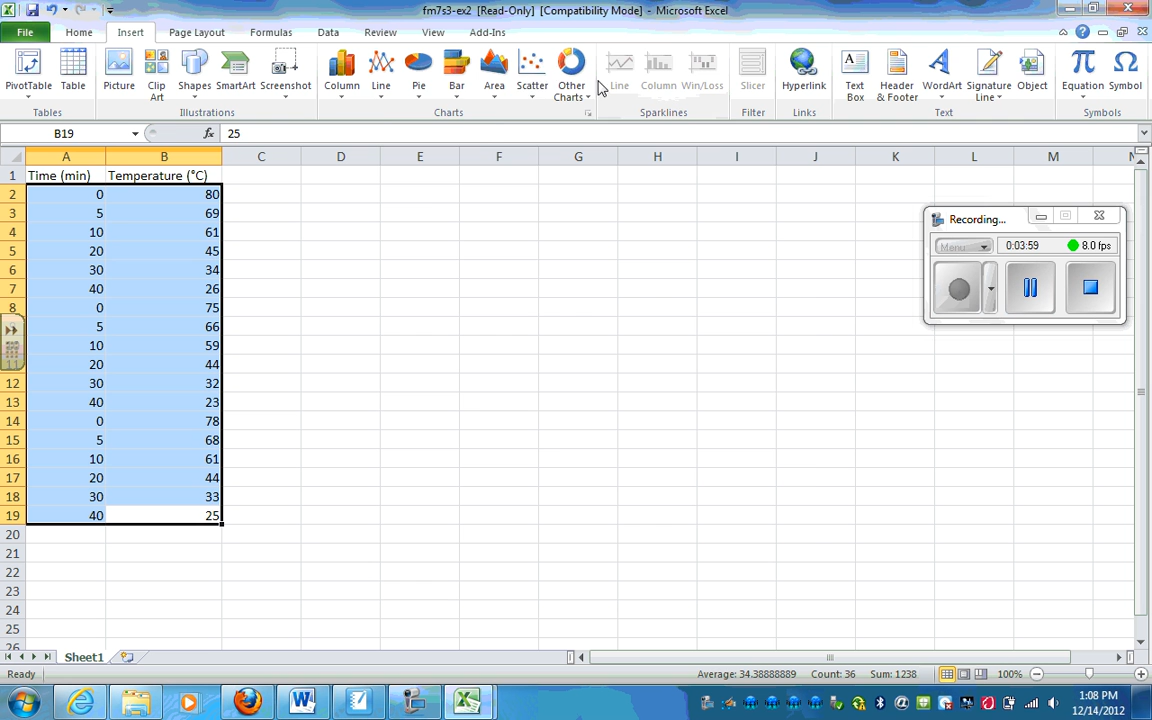 fm7s3-ex2 [Read-Only] [Compatibility Mode] - Microsoft Excel
File Home Insert Page Layout Formulas Data Review View Add-Ins
PivotTable Table Picture Clip Art Shapes SmartArt Screenshot Column Line Pie Bar Area Scatter Other Charts Line Column Win/Loss Slicer Hyperlink Text Box Header & Footer WordArt Signature Line Object Equation Symbol
Tables Illustrations Charts Sparklines Filter Links Text Symbols
B19 fx 25
A B C D E F G H I J K L M N
1 Time (min) Temperature (°C)
2 0 80
3 5 69
4 10 61
5 20 45
6 30 34
7 40 26
8 0 75
5 66
10 59
11 20 44
12 30 32
13 40 23
14 0 78
15 5 68
16 10 61
17 20 44
18 30 33
19 40 25
20
21
22
23
24
25
26
Recording...
Menu 0:03:59 8.0 fps
Sheet1
Ready Average: 34.38888889 Count: 36 Sum: 1238 100%
1:08 PM
12/14/2012